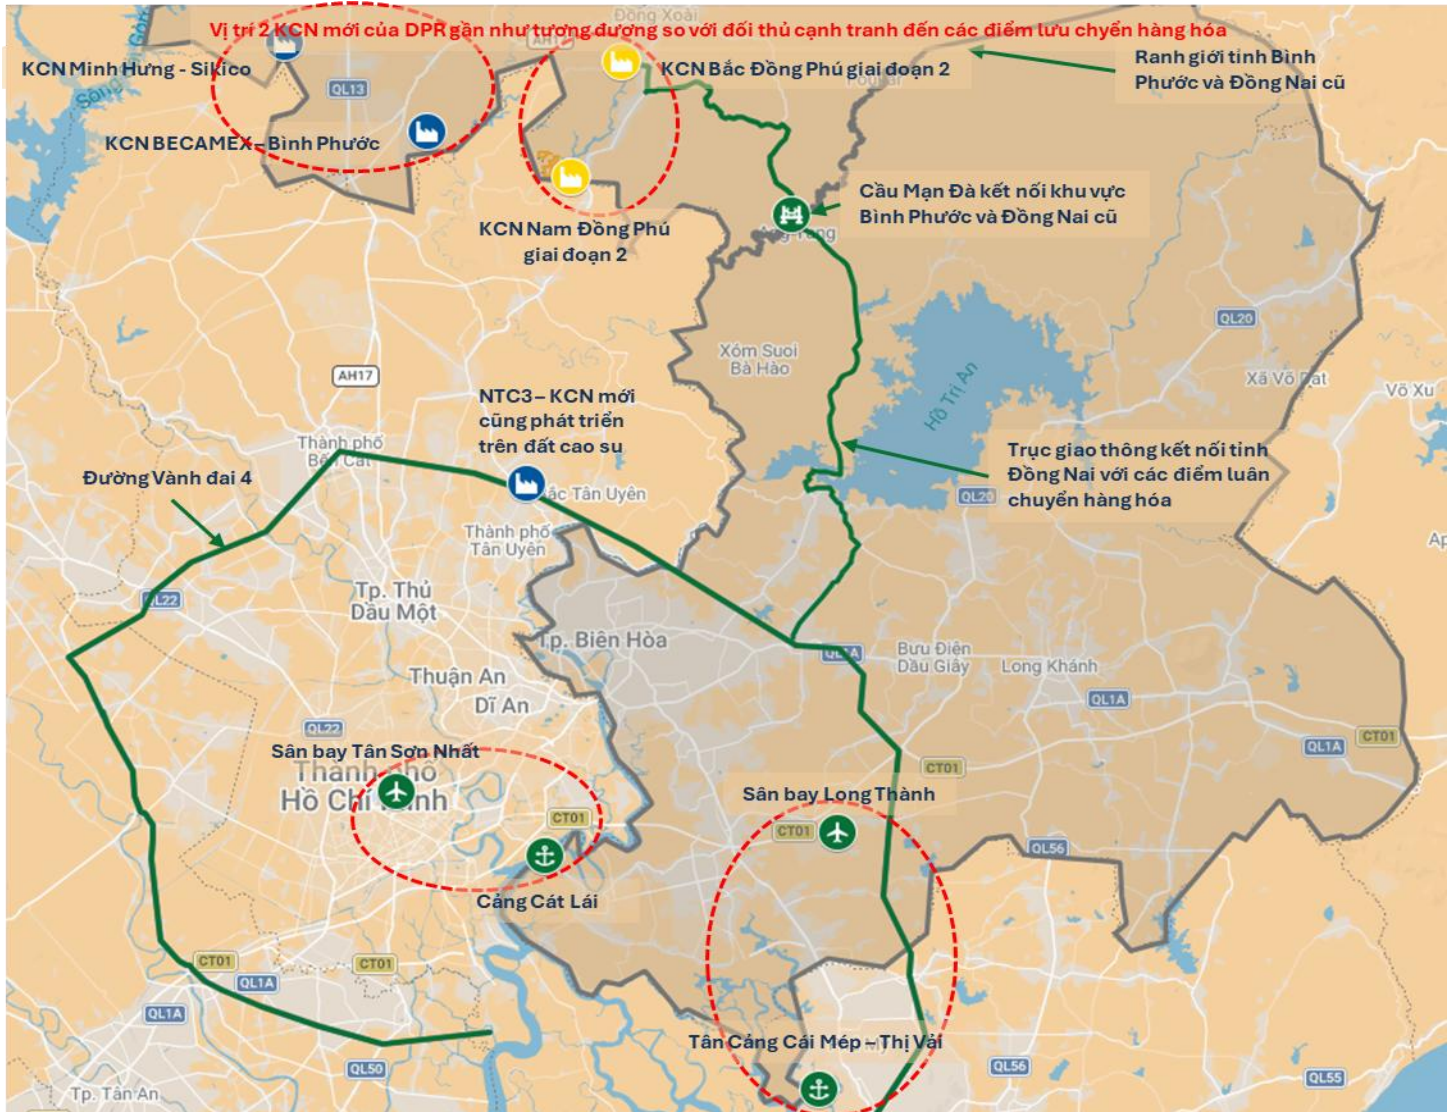 Đồng Xoài
Vị trí 2 KCN mới của DPR gần như tương đương so với đối thủ cạnh tranh đến các điểm lưu chyển hàng hóa
KCN Minh Hưng - Sikico
KCN Bắc Đồng Phú giai đoạn 2
Ranh giới tỉnh Bình
Phước và Đồng Nai cũ
QL13
KCN BECAMEX – Bình Phước
KCN Nam Đồng Phú
giai đoạn 2
Cầu Mạn Đà kết nối khu vực
Bình Phước và Đồng Nai cũ
QL20
Xóm Suoi
Bà Hào
AH17
Hồ Trị An
Xã Võ Đat
Võ Xu
NTC3 – KCN mới
cũng phát triển
trên đất cao su
Thành phố
Bến Cát
Đường Vành đai 4
Bắc Tân Uyên
Trục giao thông kết nối tỉnh
Đồng Nai với các điểm luân
chuyển hàng hóa
QL20
Thành phố
Tân Uyên
QL22
Tp. Thủ
Dầu Một
Tp. Biên Hòa
QL1A
Bưu Điện
Dầu Giây
Long Khánh
Thuận An
Dĩ An
QL1A
QL22
QL1A
CT01
Sân bay Tân Sơn Nhất
Thành phố
Hồ Chí Minh
CT01
Sân bay Long Thành
CT01
CT01
QL56
Cảng Cát Lái
CT01
CT01
QL1A
QL1A
Tân Cảng Cái Mép – Thị Vải
QL50
QL56
QL55
Tp. Tân An